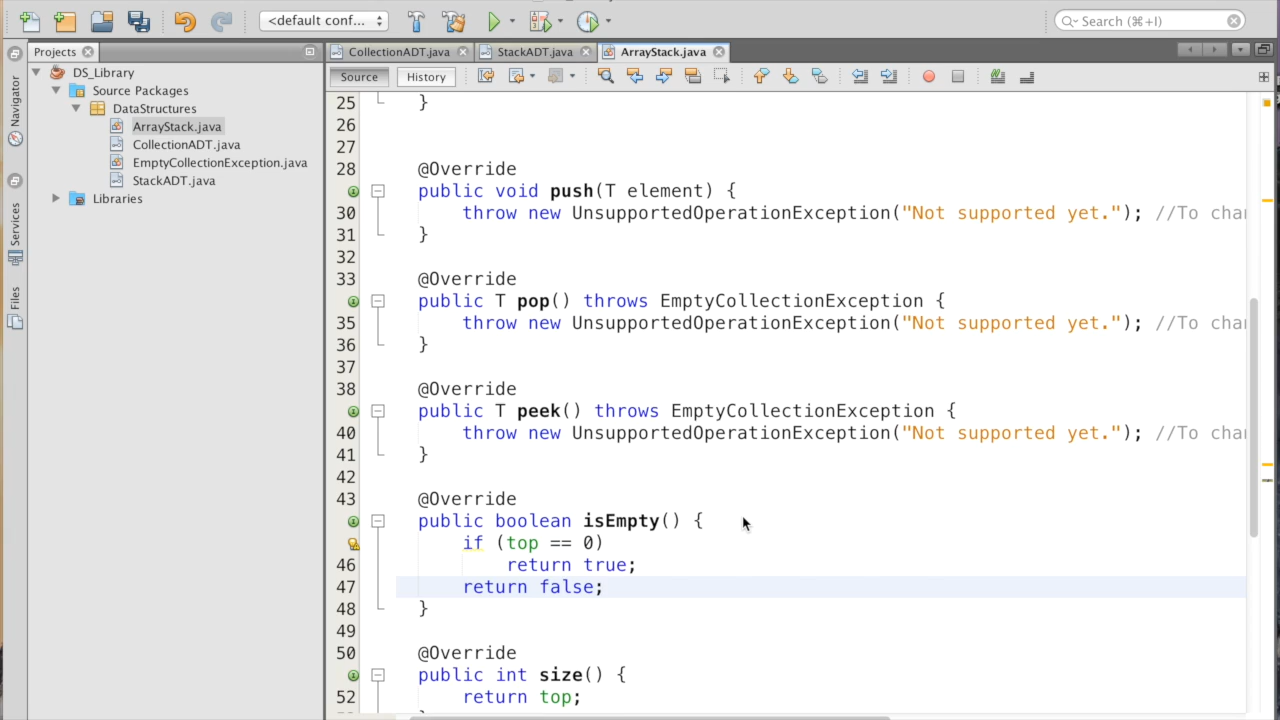 <default conf...
Search (⌘+I)
Projects
CollectionADT.java
StackADT.java
ArrayStack.java
Source
History
Navigator
Services
Files
DS_Library
Source Packages
DataStructures
ArrayStack.java
CollectionADT.java
EmptyCollectionException.java
StackADT.java
Libraries
25 }
26
27
28 @Override
public void push(T element) {
30 throw new UnsupportedOperationException("Not supported yet."); //To chan
31 }
32
33 @Override
public T pop() throws EmptyCollectionException {
35 throw new UnsupportedOperationException("Not supported yet."); //To chan
36 }
37
38 @Override
public T peek() throws EmptyCollectionException {
40 throw new UnsupportedOperationException("Not supported yet."); //To chan
41 }
42
43 @Override
public boolean isEmpty() {
if (top == 0)
46 return true;
47 return false;
48 }
49
50 @Override
public int size() {
52 return top;